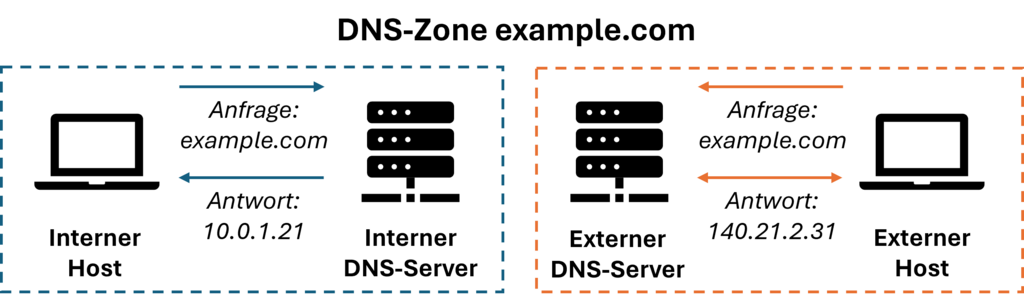 DNS-Zone example.com
Anfrage:
example.com
Antwort:
10.0.1.21
Interner
Host
Interner
DNS-Server
Anfrage:
example.com
Antwort:
140.21.2.31
Externer
DNS-Server
Externer
Host